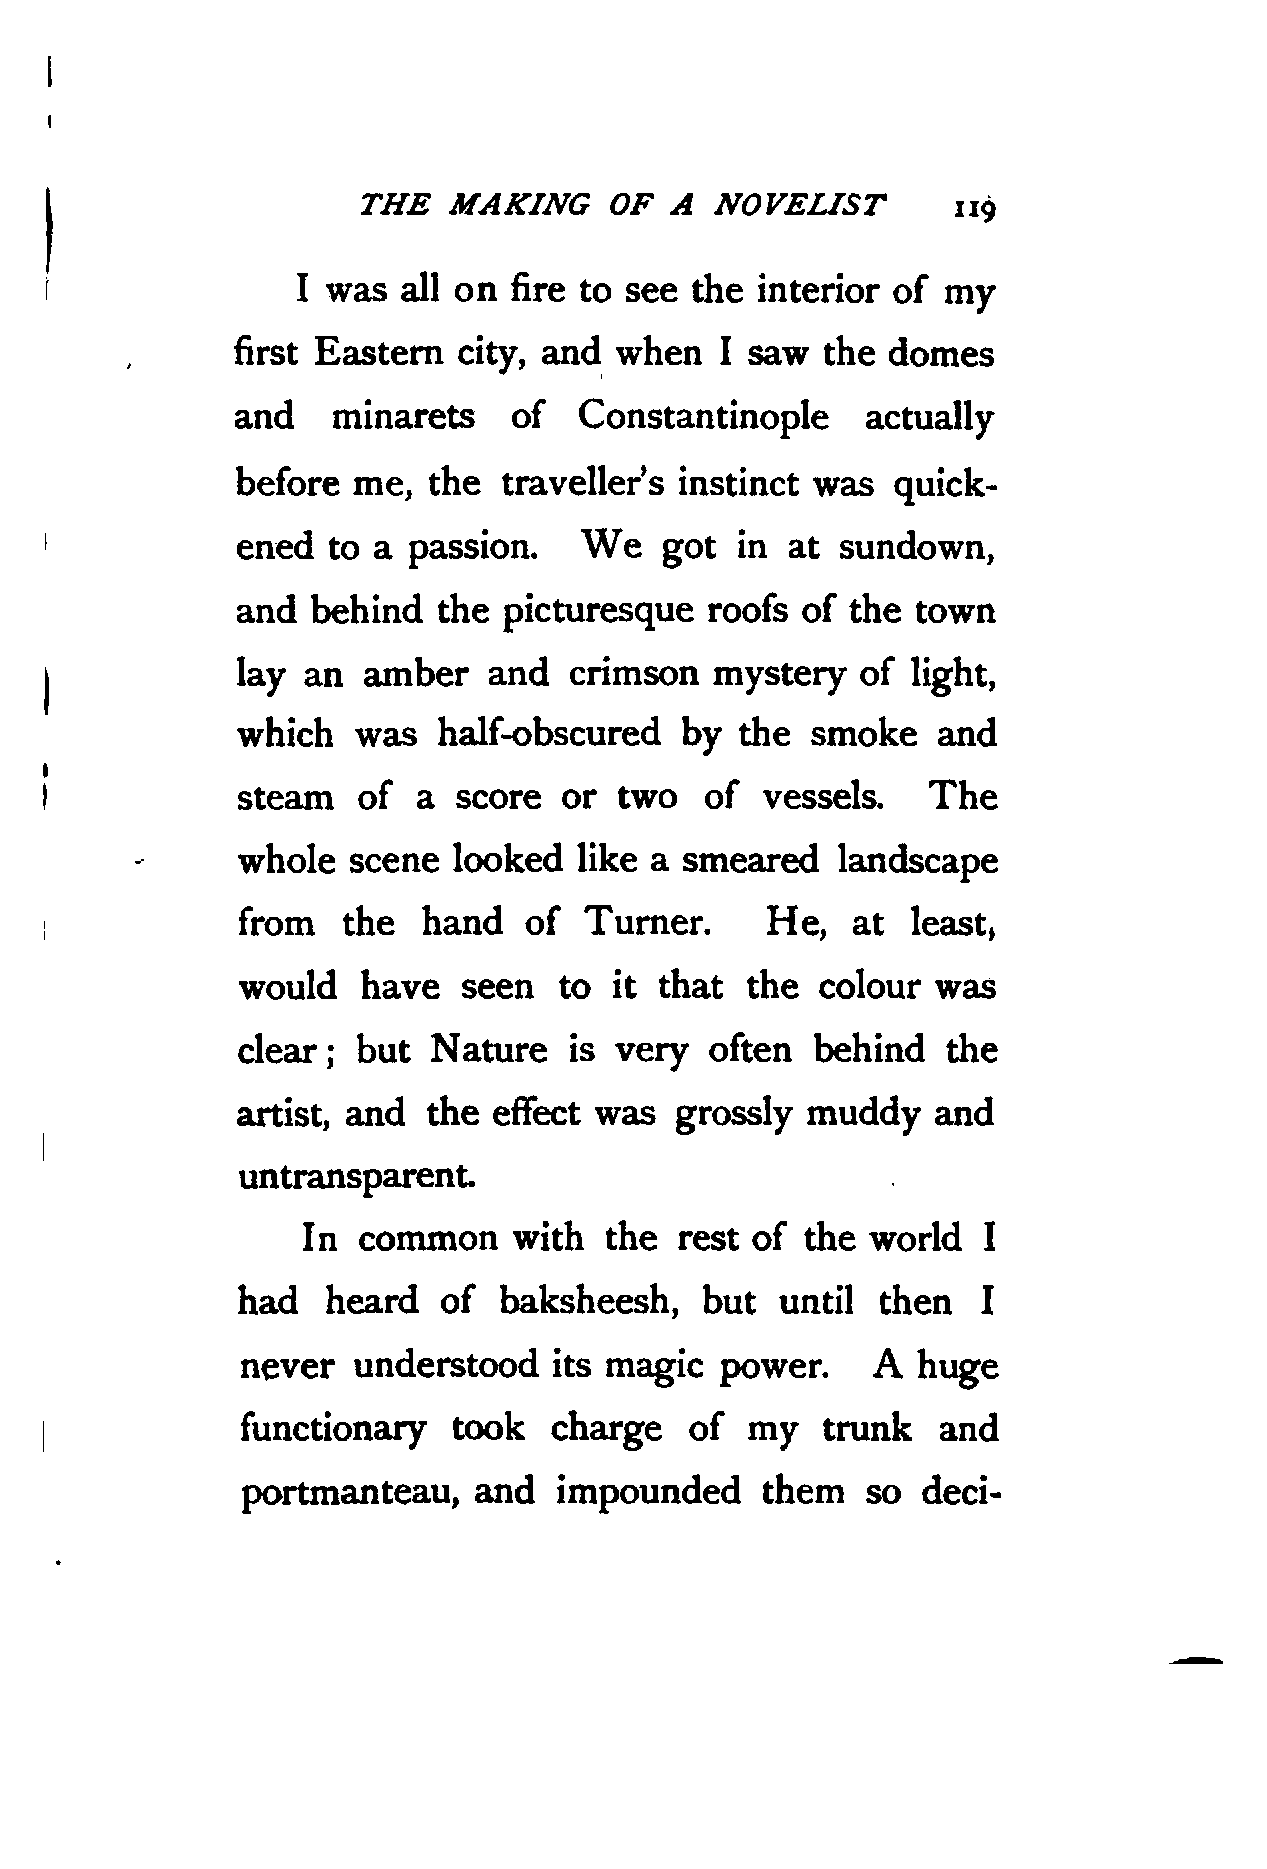 THE MAKING OF A NOVELIST 119
I was all on fire to see the interior of my
first Eastern city, and when I saw the domes
and minarets of Constantinople actually
before me, the traveller's instinct was quick-
ened to a passion. We got in at sundown,
and behind the picturesque roofs of the town
lay an amber and crimson mystery of light,
which was half-obscured by the smoke and
steam of a score or two of vessels. The
whole scene looked like a smeared landscape
from the hand of Turner. He, at least,
would have seen to it that the colour was
clear; but Nature is very often behind the
artist, and the effect was grossly muddy and
untransparent.
In common with the rest of the world I
had heard of baksheesh, but until then I
never understood its magic power. A huge
functionary took charge of my trunk and
portmanteau, and impounded them so deci-